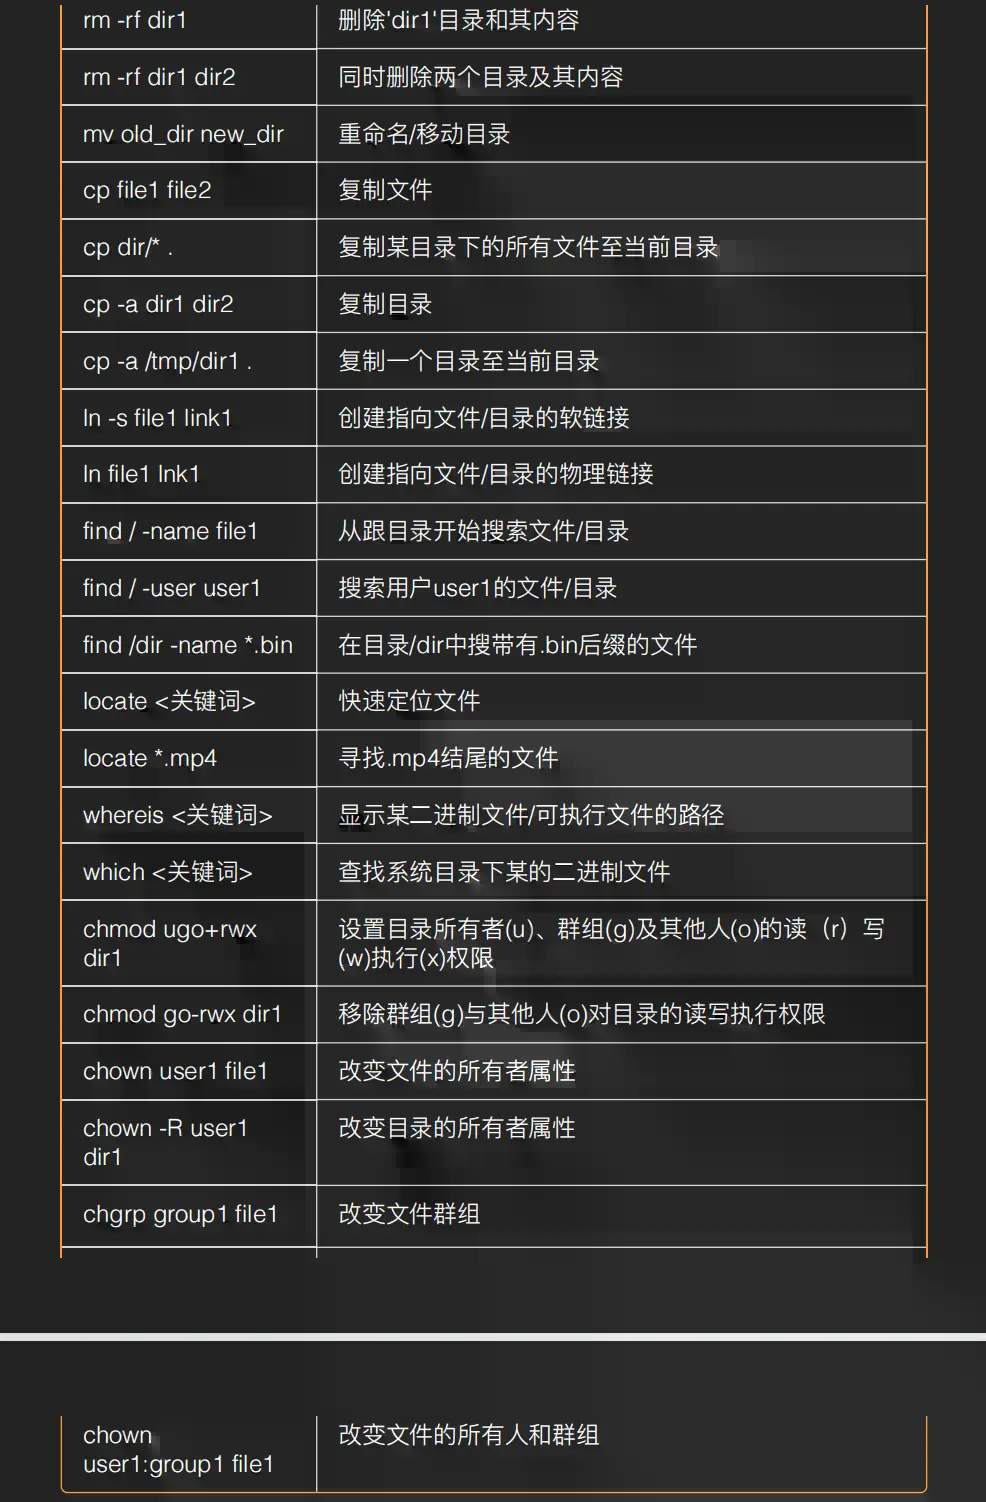 rm -rf dir1 删除'dir1'目录和其内容
rm -rf dir1 dir2 同时删除两个目录及其内容
mv old_dir new_dir 重命名/移动目录
cp file1 file2 复制文件
cp dir/* . 复制某目录下的所有文件至当前目录
cp -a dir1 dir2 复制目录
cp -a /tmp/dir1 . 复制一个目录至当前目录
ln -s file1 link1 创建指向文件/目录的软链接
ln file1 lnk1 创建指向文件/目录的物理链接
find / -name file1 从跟目录开始搜索文件/目录
find / -user user1 搜索用户user1的文件/目录
find /dir -name *.bin 在目录/dir中搜带有.bin后缀的文件
locate <关键词> 快速定位文件
locate *.mp4 寻找.mp4结尾的文件
whereis <关键词> 显示某二进制文件/可执行文件的路径
which <关键词> 查找系统目录下某的二进制文件
chmod ugo+rwx 设置目录所有者(u)、群组(g)及其他人(o)的读（r）写
dir1 (w)执行(x)权限
chmod go-rwx dir1 移除群组(g)与其他人(o)对目录的读写执行权限
chown user1 file1 改变文件的所有者属性
chown -R user1 改变目录的所有者属性
dir1
chgrp group1 file1 改变文件群组
chown 改变文件的所有人和群组
user1:group1 file1